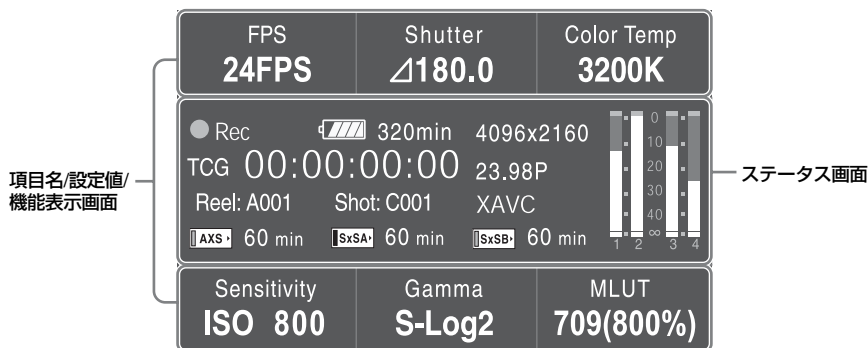 FPS Shutter Color Temp
24FPS ⊿180.0 3200K
項目名/設定値/
機能表示画面
ステータス画面
Rec 320min 4096x2160
TCG 00:00:00:00 23.98P
Reel: A001 Shot: C001 XAVC
AXS 60 min SxSA 60 min SxSB 60 min
0
10
20
30
40
∞
1 2 3 4
Sensitivity Gamma MLUT
ISO 800 S-Log2 709(800%)